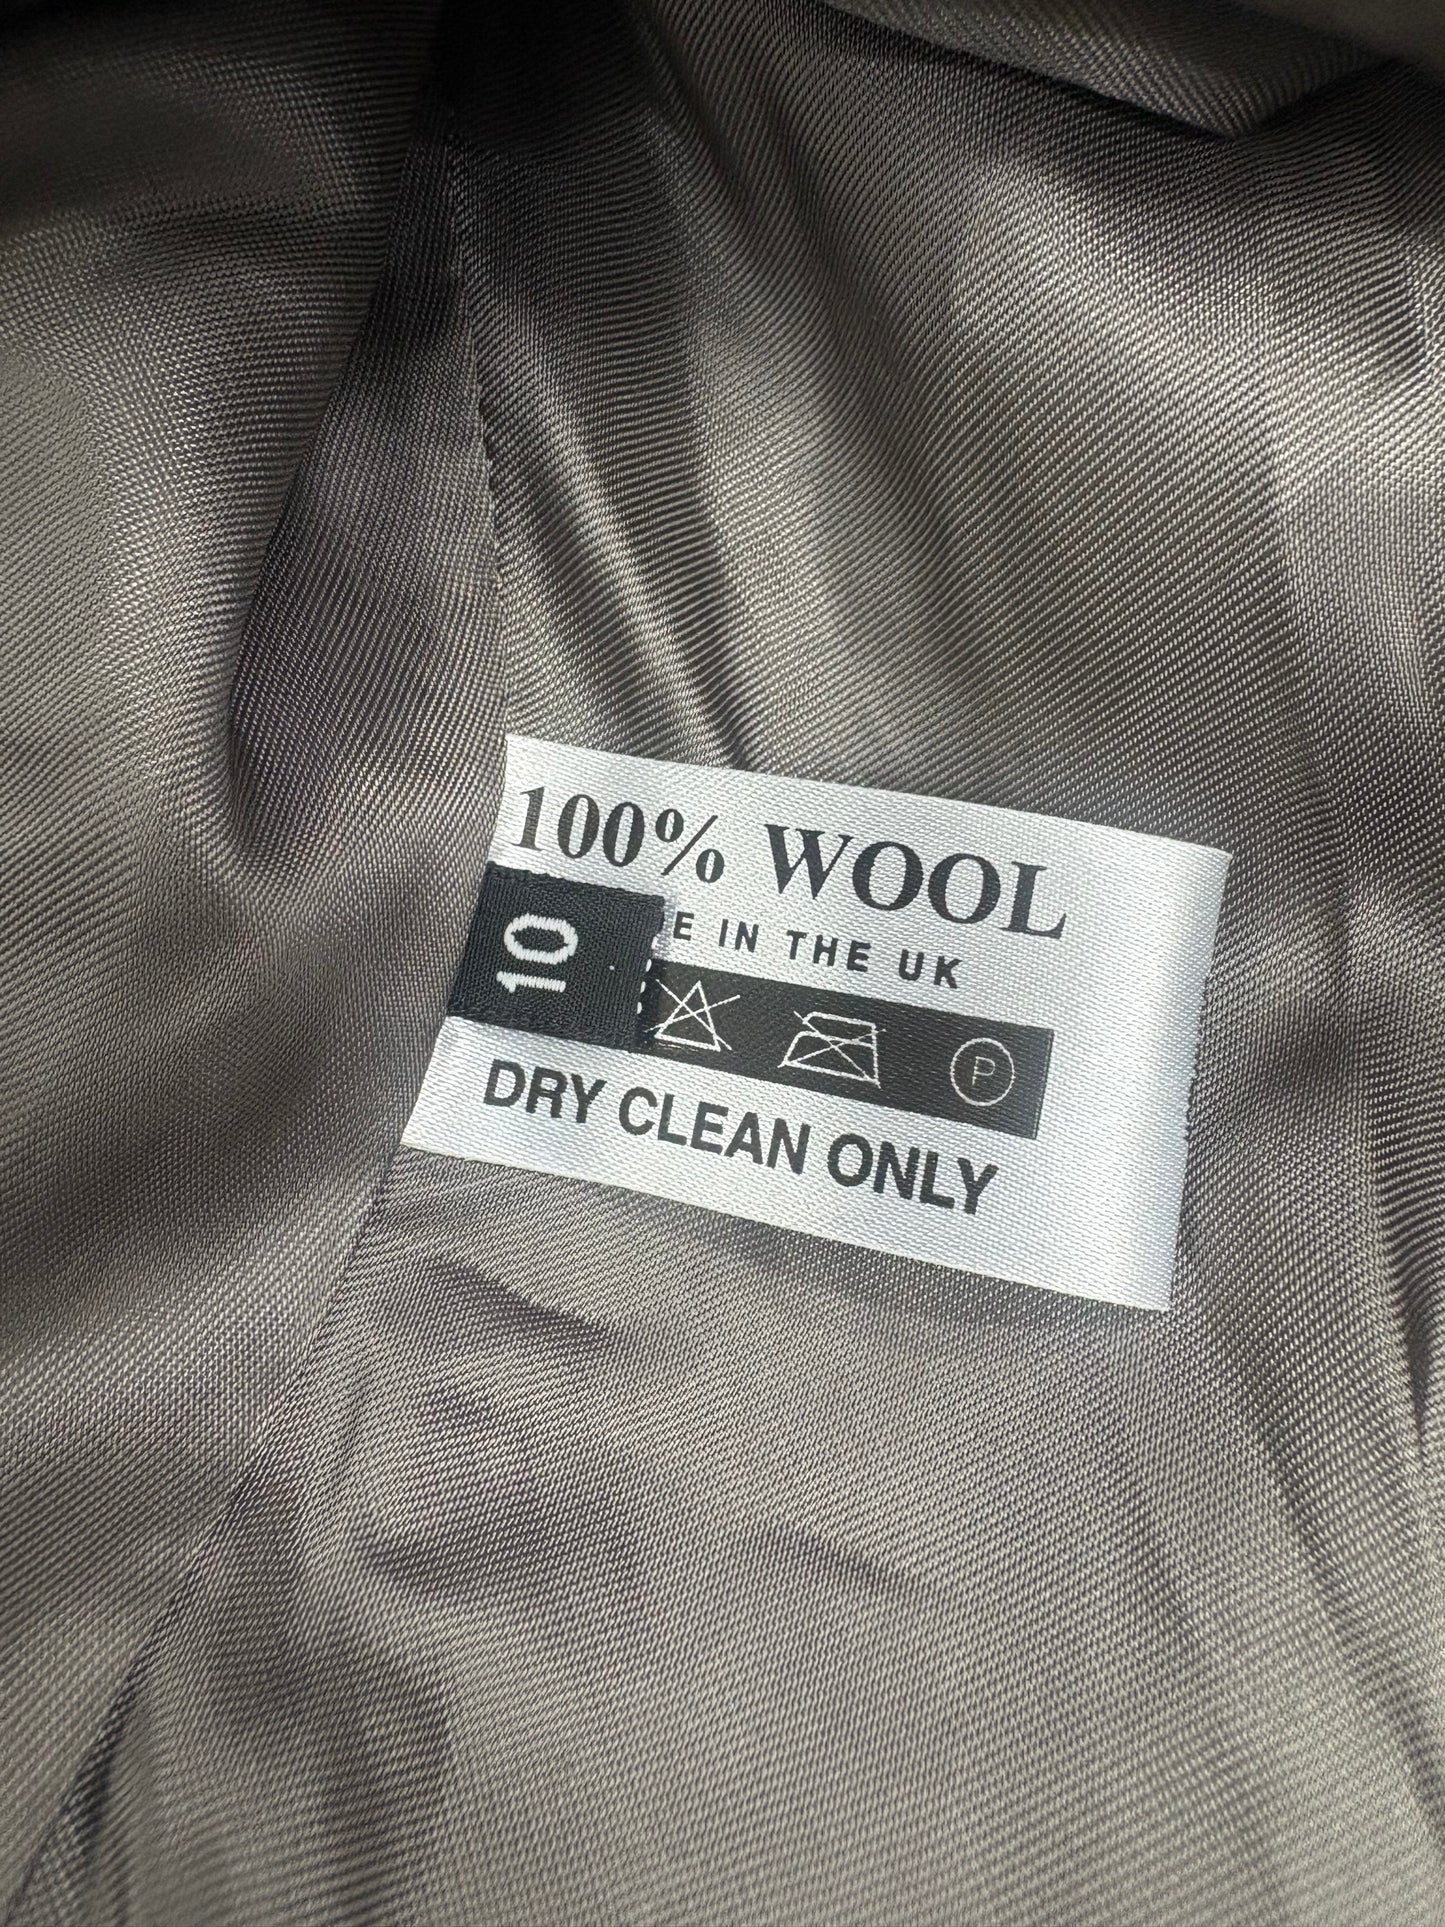 100% WOOL
10
E IN THE UK
P
DRY CLEAN ONLY